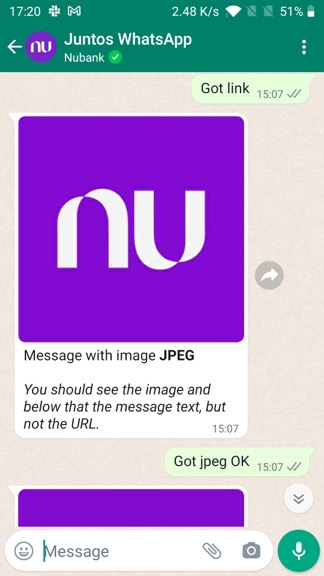 17:20 2.48 K/s 51%
nu Juntos WhatsApp
Nubank
Got link 15:07
nu
Message with image JPEG
You should see the image and
below that the message text, but
not the URL.
15:07
Got jpeg OK 15:07
Message